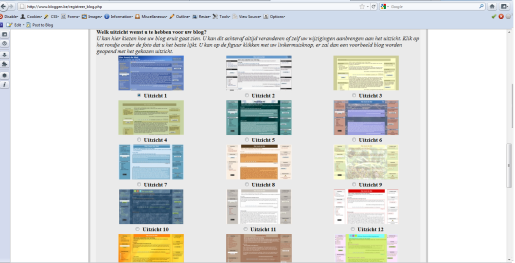 http://www.bloggen.be/registreer_blog.php
Google
Disable Cookies CSS Forms Images Information Miscellaneous Outline Resize Tools View Source Options
Edit Post to Blog
Welk uitzicht wenst u te hebben voor uw blog?
U kan hier kiezen hoe uw blog eruit gaat zien. U kan dit achteraf altijd veranderen of zelf uw wijzigingen aanbrengen aan het uitzicht. Klik op
het rondje onder de foto dat u het beste lijkt. U kan op de figuur klikken met uw linkermuisknop, er zal dan een voorbeeld blog worden
geopend met het gekozen uitzicht.
Uitzicht 1 Uitzicht 2 Uitzicht 3
Uitzicht 4 Uitzicht 5 Uitzicht 6
Uitzicht 7 Uitzicht 8 Uitzicht 9
Uitzicht 10 Uitzicht 11 Uitzicht 12